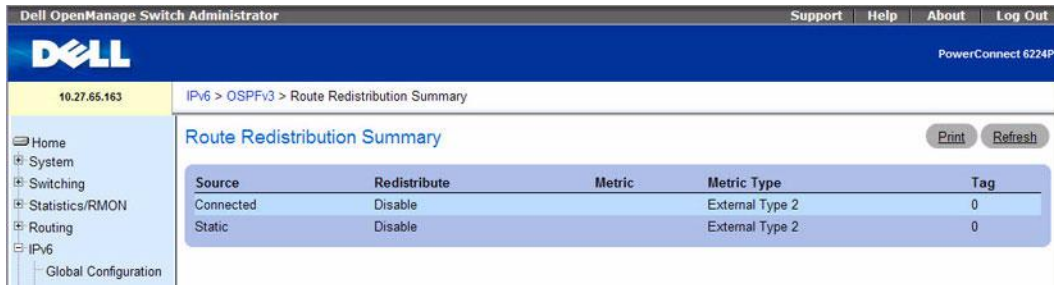 Dell OpenManage Switch Administrator
Support Help About Log Out
DELL
PowerConnect 6224P
10.27.65.163
IPv6 > OSPFv3 > Route Redistribution Summary
Home
System
Switching
Statistics/RMON
Routing
IPv6
Global Configuration
Route Redistribution Summary
Print Refresh
Source Redistribute Metric Metric Type Tag
Connected Disable External Type 2 0
Static Disable External Type 2 0